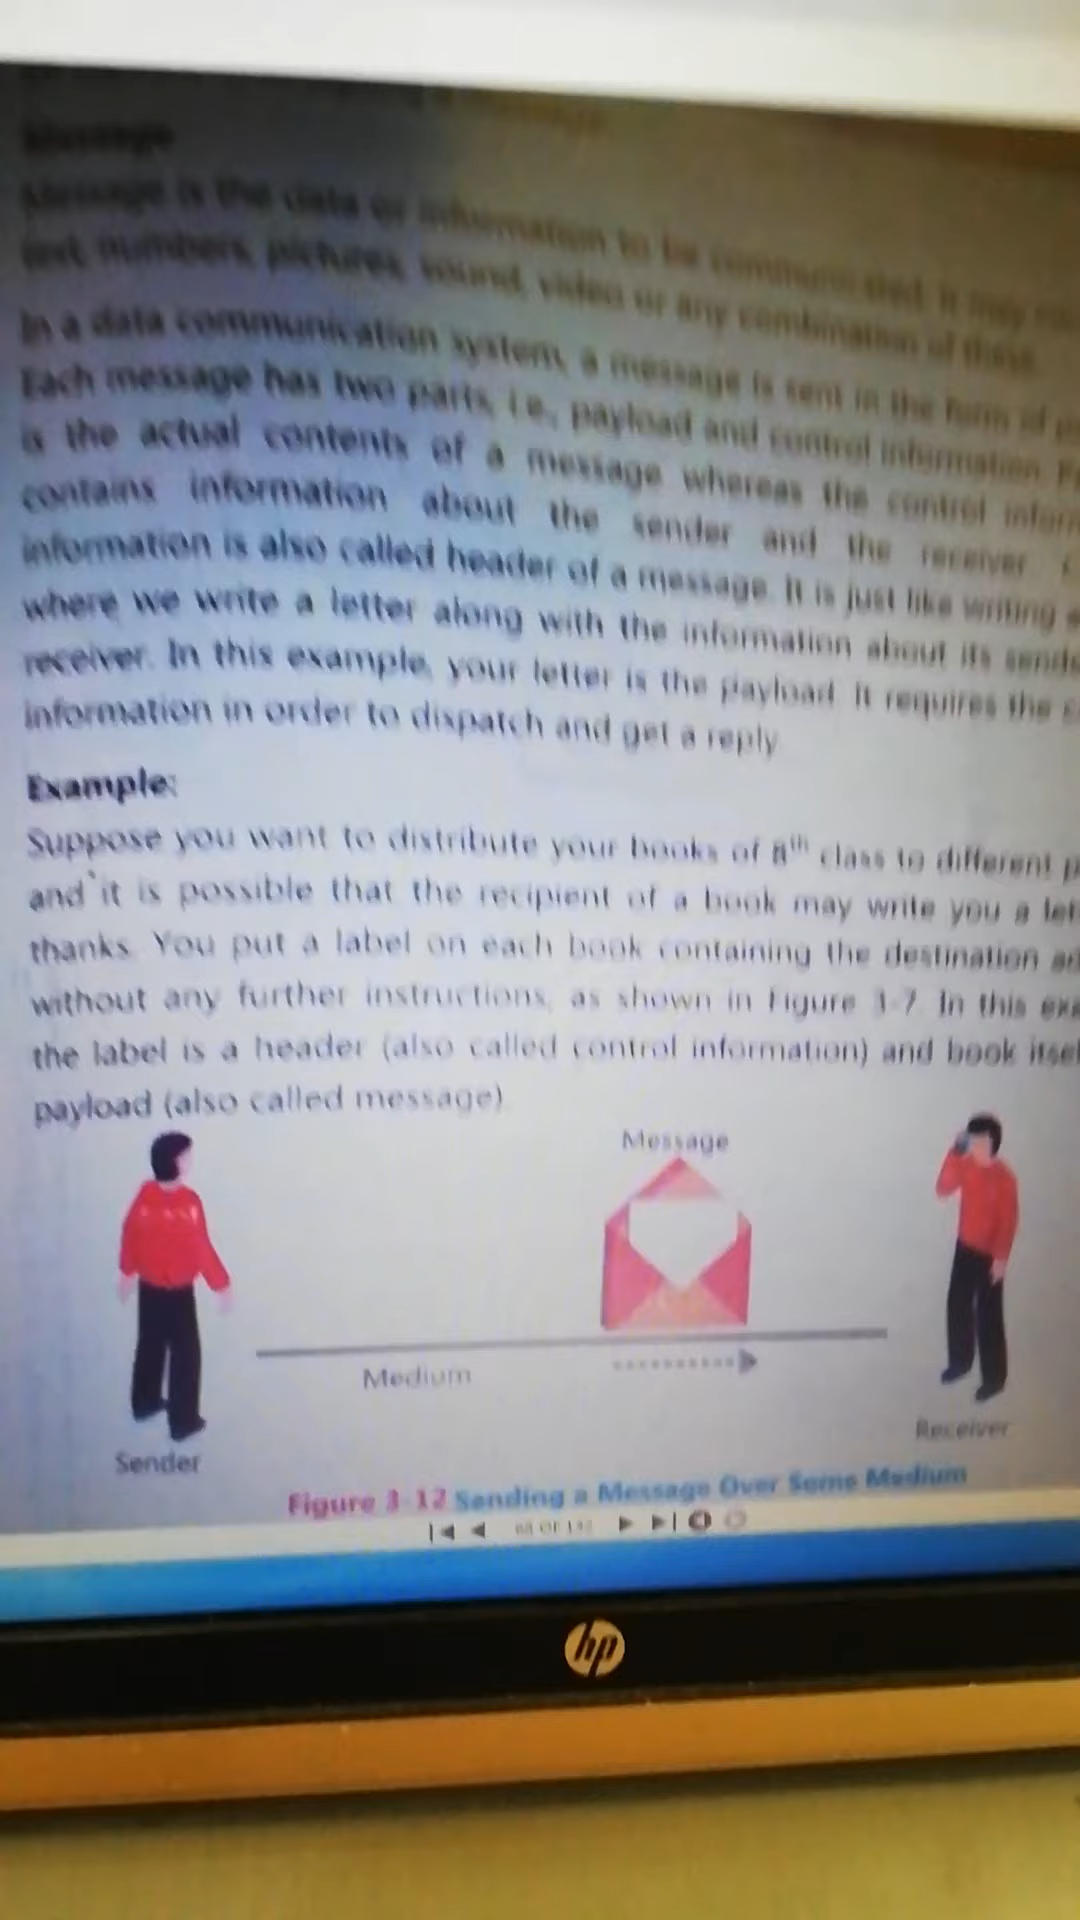 Message
Message is the data or information to be communicated. It may
text, numbers, pictures, sound, video or any combination of these.
In a data communication system, a message is sent in the form of
Each message has two parts, i.e., payload and control information.
is the actual contents of a message whereas the control
contains information about the sender and the receiver.
information is also called header of a message. It is just like writing
where we write a letter along with the information about its
receiver. In this example, your letter is the payload. It requires the
information in order to dispatch and get a reply.
Example:
Suppose you want to distribute your books of 8th class to different
and it is possible that the recipient of a book may write you a
thanks. You put a label on each book containing the destination
without any further instructions, as shown in Figure 3-7. In this
the label is a header (also called control information) and book
payload (also called message).
Message
Medium
Sender
Receiver
Figure 3-12 Sending a Message Over Some Medium
hp